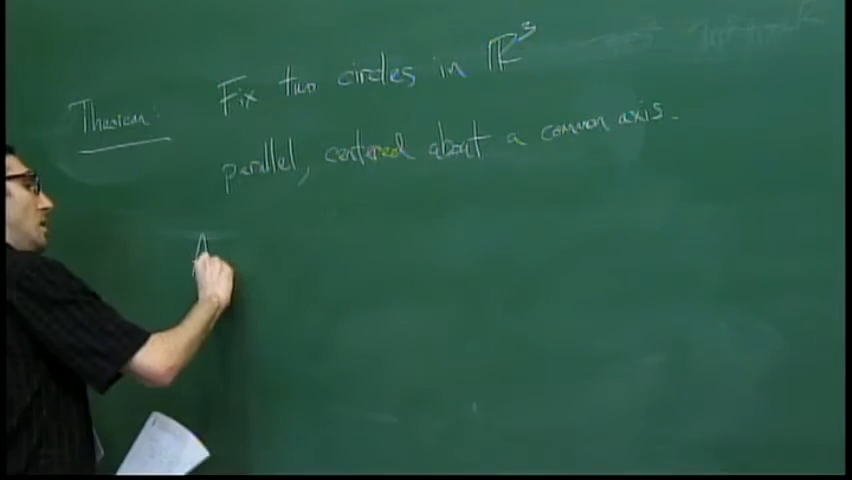 Theorem: Fix two circles in ℝ³
parallel, centered about a common axis.
A